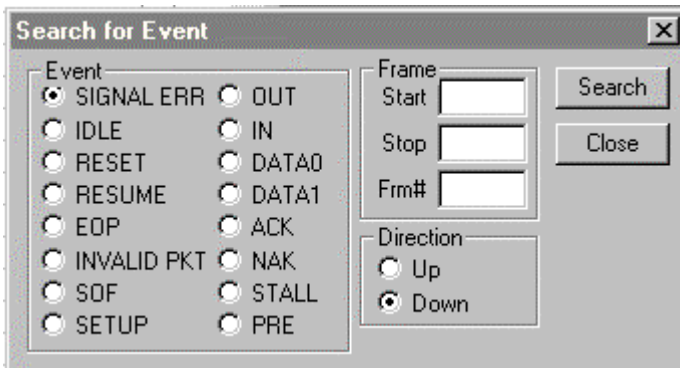 Search for Event
Event
SIGNAL ERR OUT
IDLE IN
RESET DATA0
RESUME DATA1
EOP ACK
INVALID PKT NAK
SOF STALL
SETUP PRE
Frame
Start
Stop
Frm#
Direction
Up
Down
Search
Close